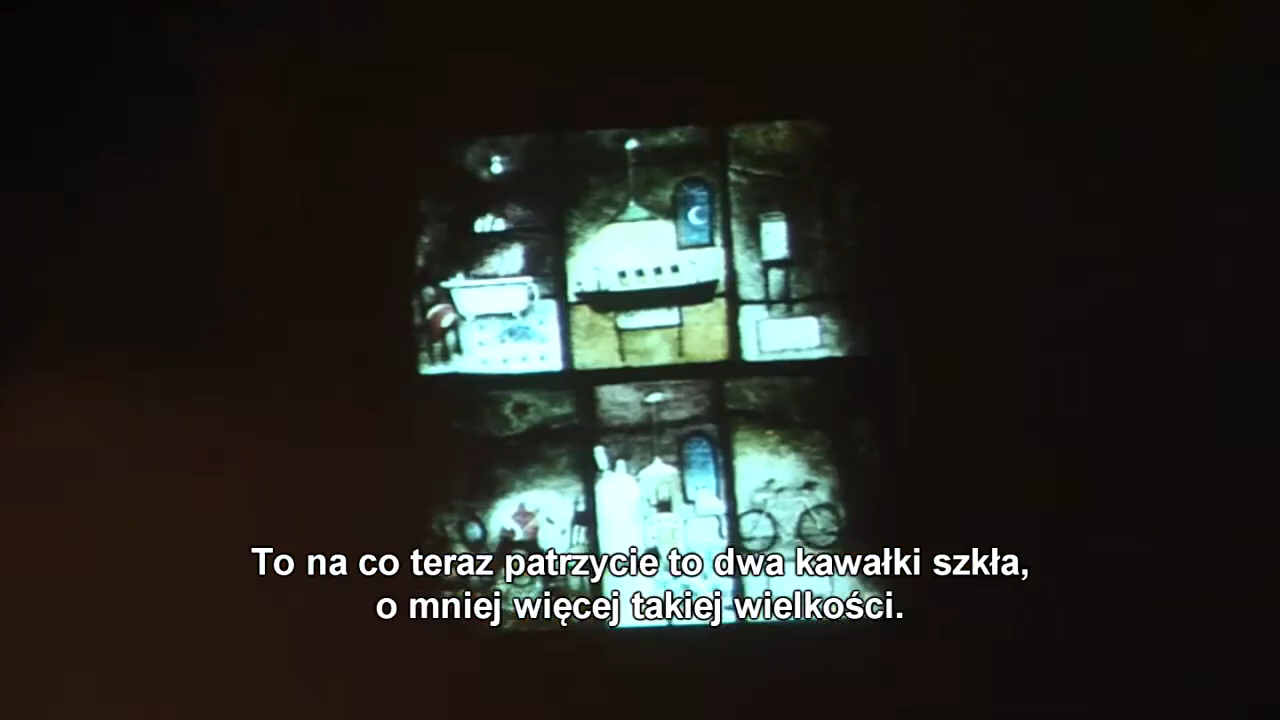 To na co teraz patrzycie to dwa kawałki szkła,
o mniej więcej takiej wielkości.